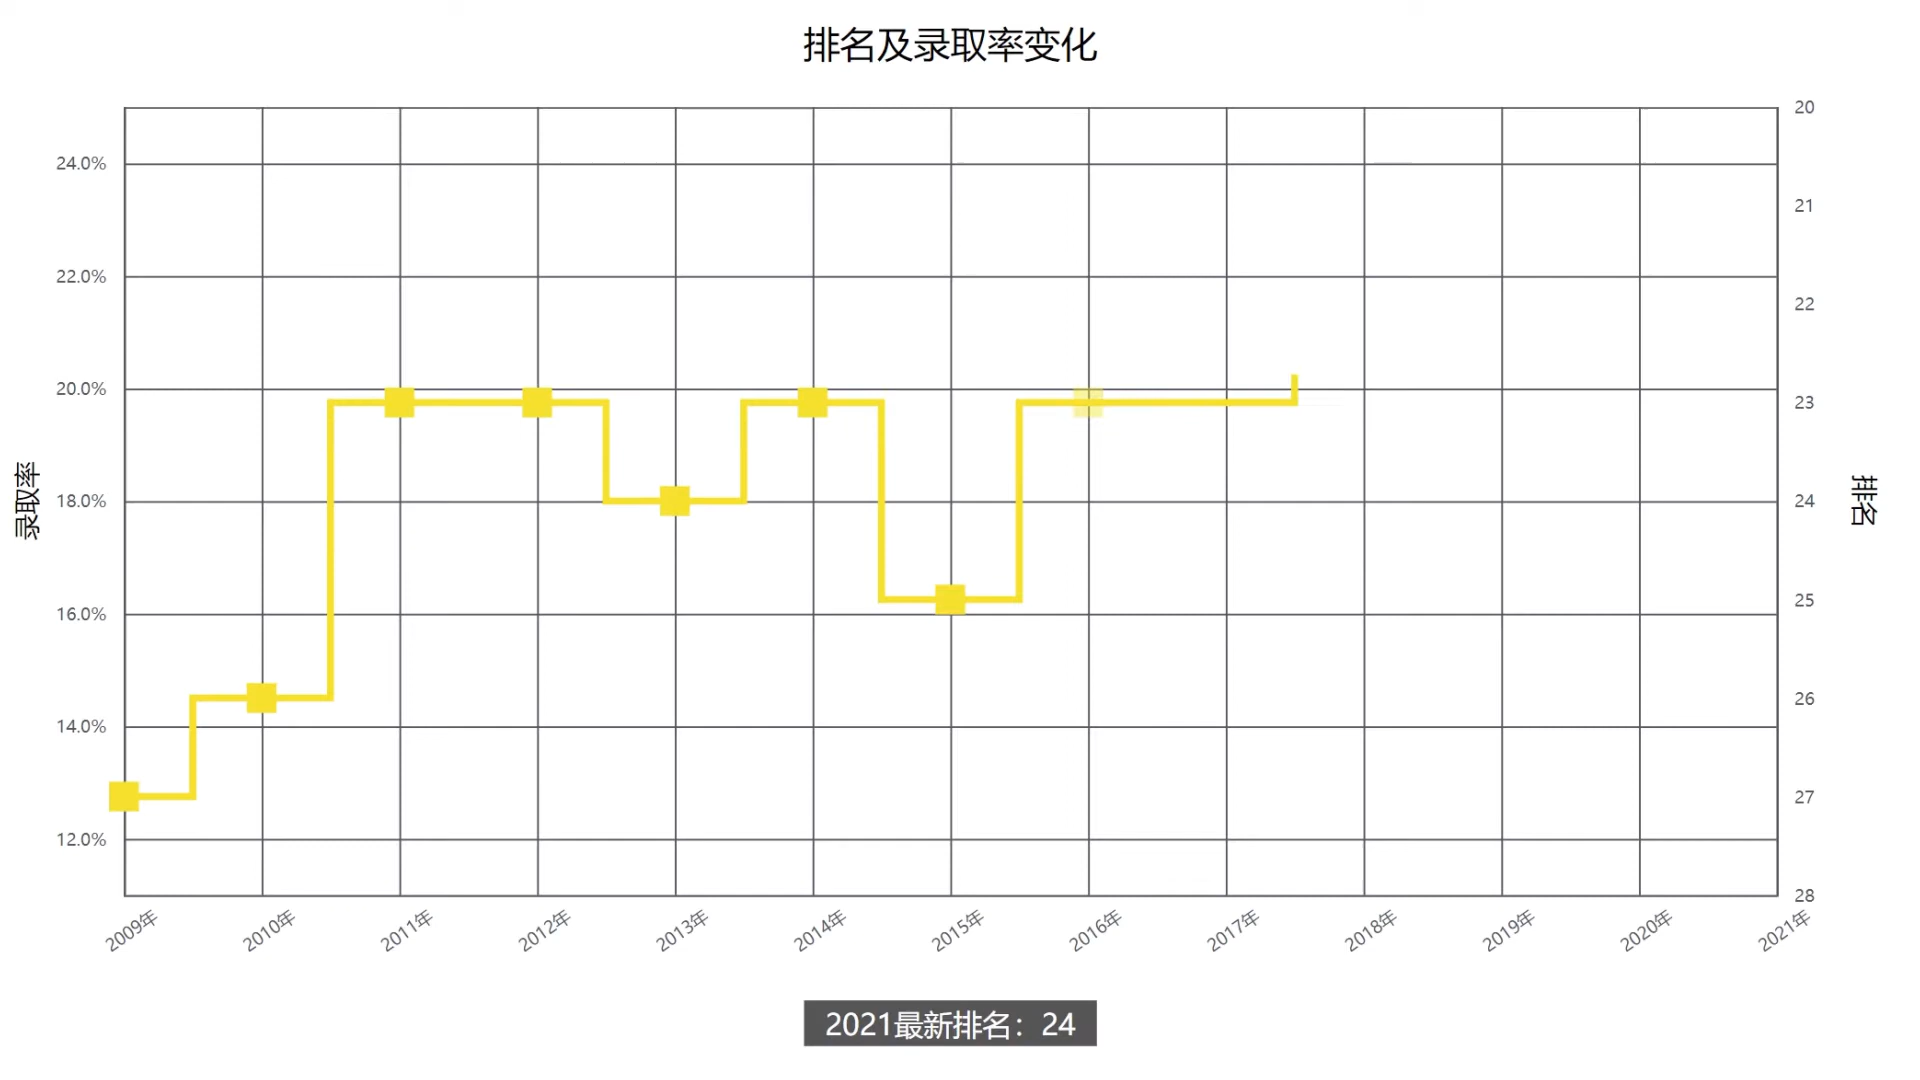 排名及录取率变化
24.0%
22.0%
20.0%
18.0%
16.0%
14.0%
12.0%
录取率
20
21
22
23
24
25
26
27
28
排名
2009年
2010年
2011年
2012年
2013年
2014年
2015年
2016年
2017年
2018年
2019年
2020年
2021年
2021最新排名：24